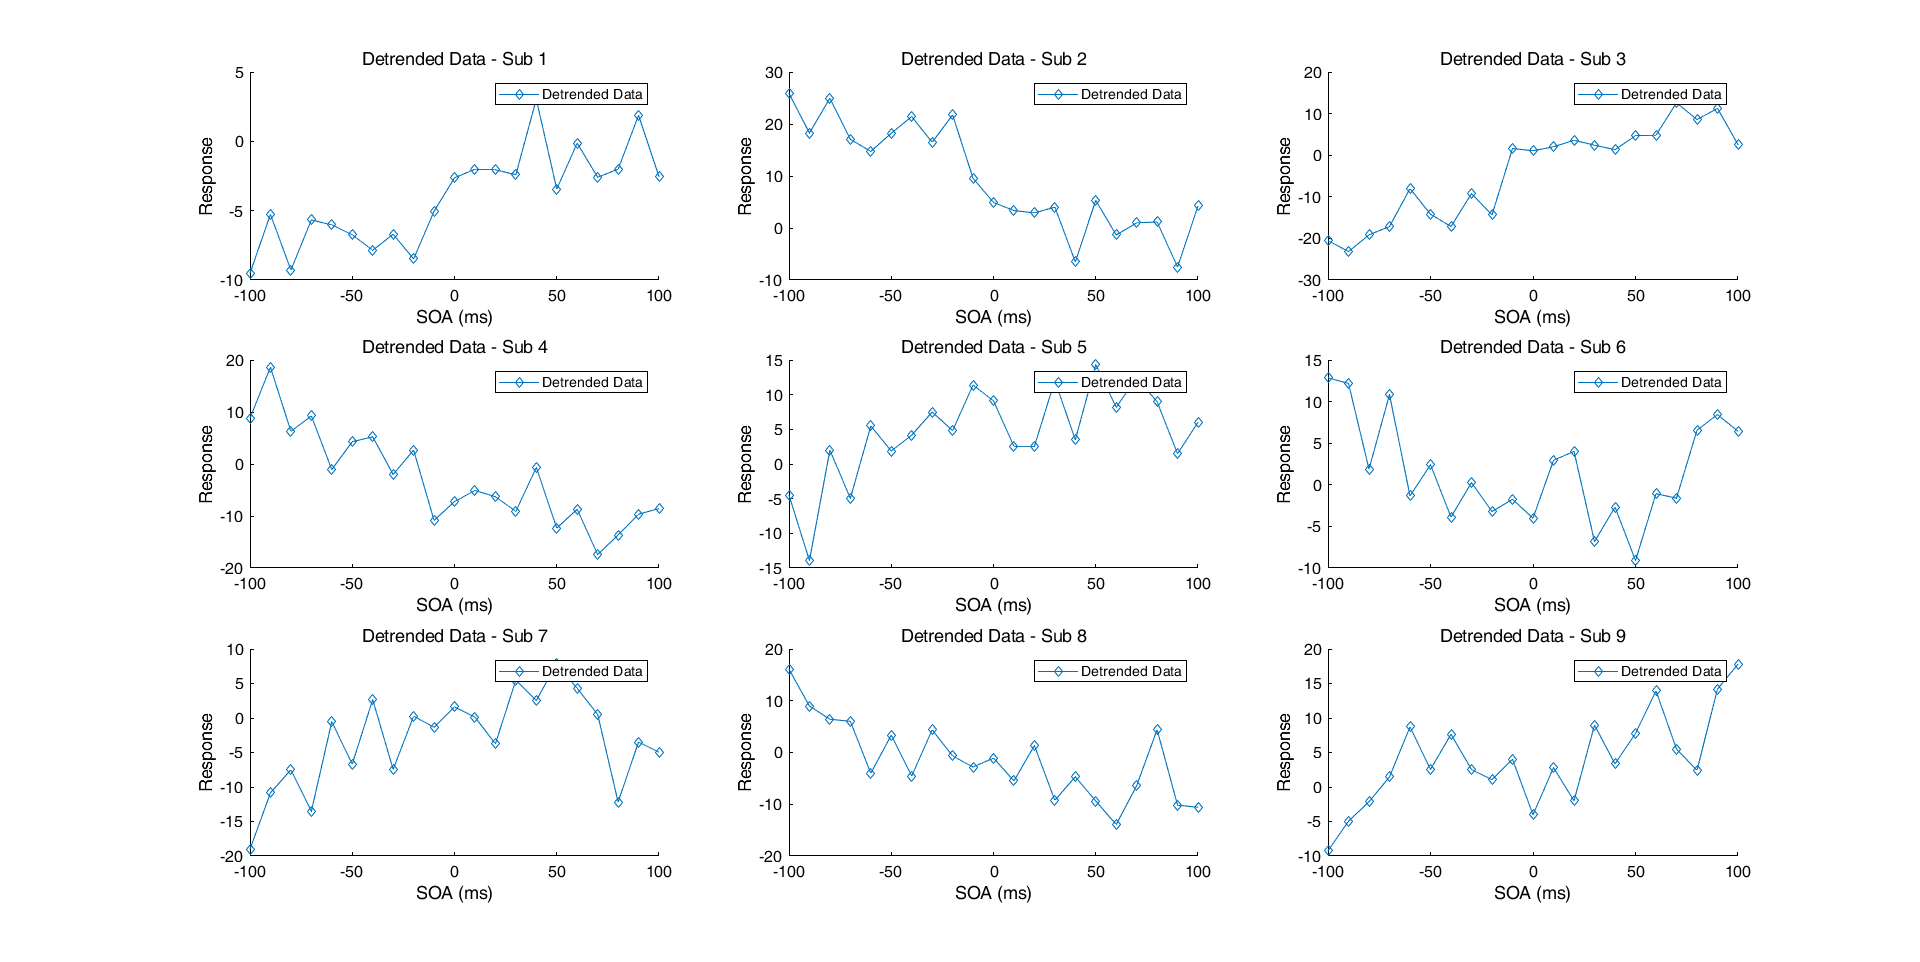 Detrended Data - Sub 1
Detrended Data
Response
5
0
-5
-10
-100
-50
0
50
100
SOA (ms)
Detrended Data - Sub 2
Detrended Data
Response
30
20
10
0
-10
-100
-50
0
50
100
SOA (ms)
Detrended Data - Sub 3
Detrended Data
Response
20
10
0
-10
-20
-30
-100
-50
0
50
100
SOA (ms)
Detrended Data - Sub 4
Detrended Data
Response
20
10
0
-10
-20
-100
-50
0
50
100
SOA (ms)
Detrended Data - Sub 5
Detrended Data
Response
15
10
5
0
-5
-10
-15
-100
-50
0
50
100
SOA (ms)
Detrended Data - Sub 6
Detrended Data
Response
15
10
5
0
-5
-10
-100
-50
0
50
100
SOA (ms)
Detrended Data - Sub 7
Detrended Data
Response
10
5
0
-5
-10
-15
-20
-100
-50
0
50
100
SOA (ms)
Detrended Data - Sub 8
Detrended Data
Response
20
10
0
-10
-20
-100
-50
0
50
100
SOA (ms)
Detrended Data - Sub 9
Detrended Data
Response
20
15
10
5
0
-5
-10
-100
-50
0
50
100
SOA (ms)